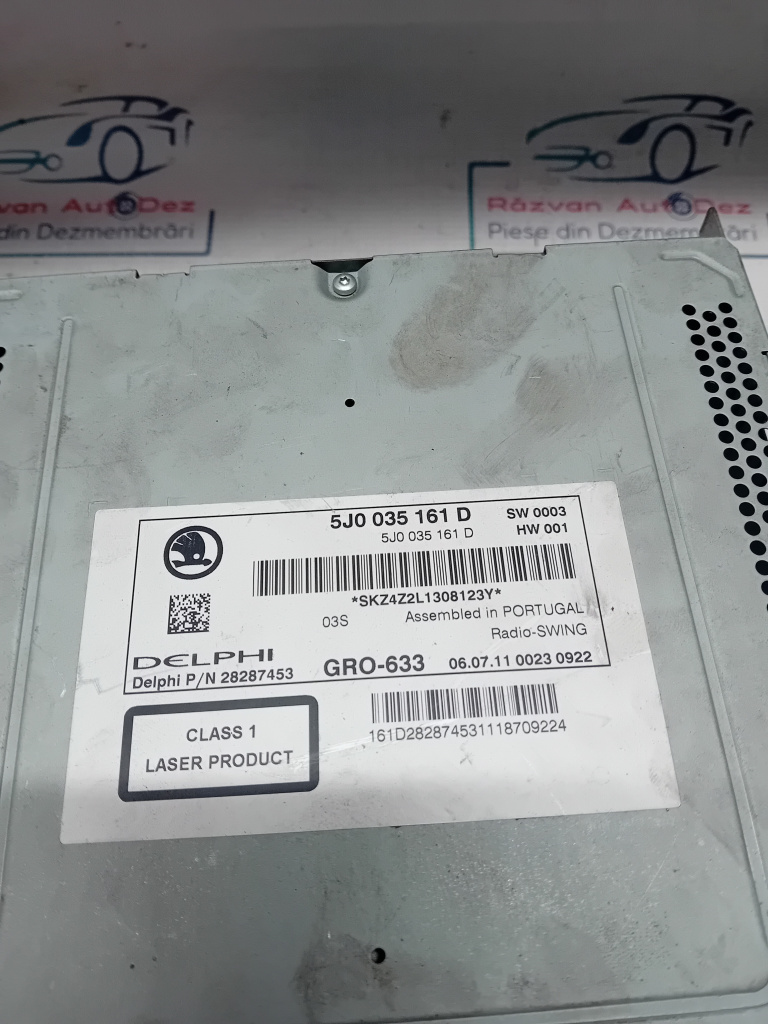 Răzvan AutoDez
Piese din Dezmembrări
van AutoDez
din Dezmembrări
5J0 035 161 D
SW 0003
5J0 035 161 D
HW 001
*SKZ4Z2L1308123Y*
03S
Assembled in PORTUGAL
Radio-SWING
DELPHI
Delphi P/N 28287453
GRO-633
06.07.11 0023 0922
CLASS 1
LASER PRODUCT
161D282874531118709224